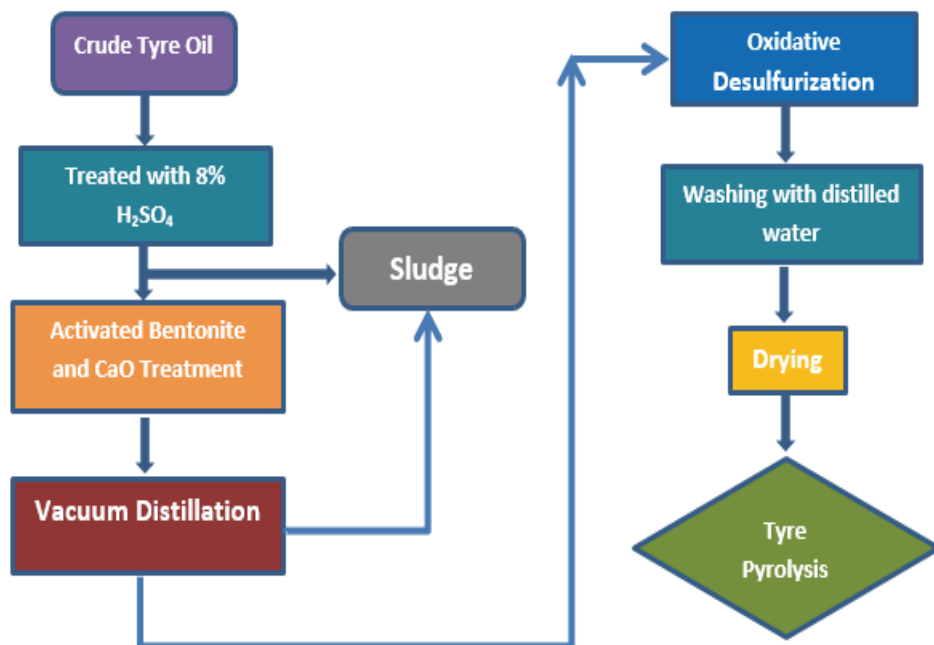 Crude Tyre Oil
Treated with 8%
H₂SO₄
Sludge
Activated Bentonite
and CaO Treatment
Vacuum Distillation
Oxidative
Desulfurization
Washing with distilled
water
Drying
Tyre
Pyrolysis